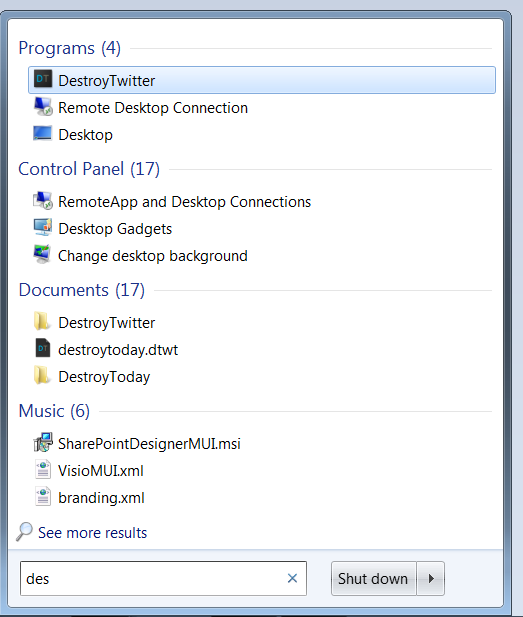 Programs (4)
DT DestroyTwitter
Remote Desktop Connection
Desktop
Control Panel (17)
RemoteApp and Desktop Connections
Desktop Gadgets
Change desktop background
Documents (17)
DestroyTwitter
DT destroytoday.dtwt
DestroyToday
Music (6)
SharePointDesignerMUI.msi
VisioMUI.xml
branding.xml
See more results
des Shut down